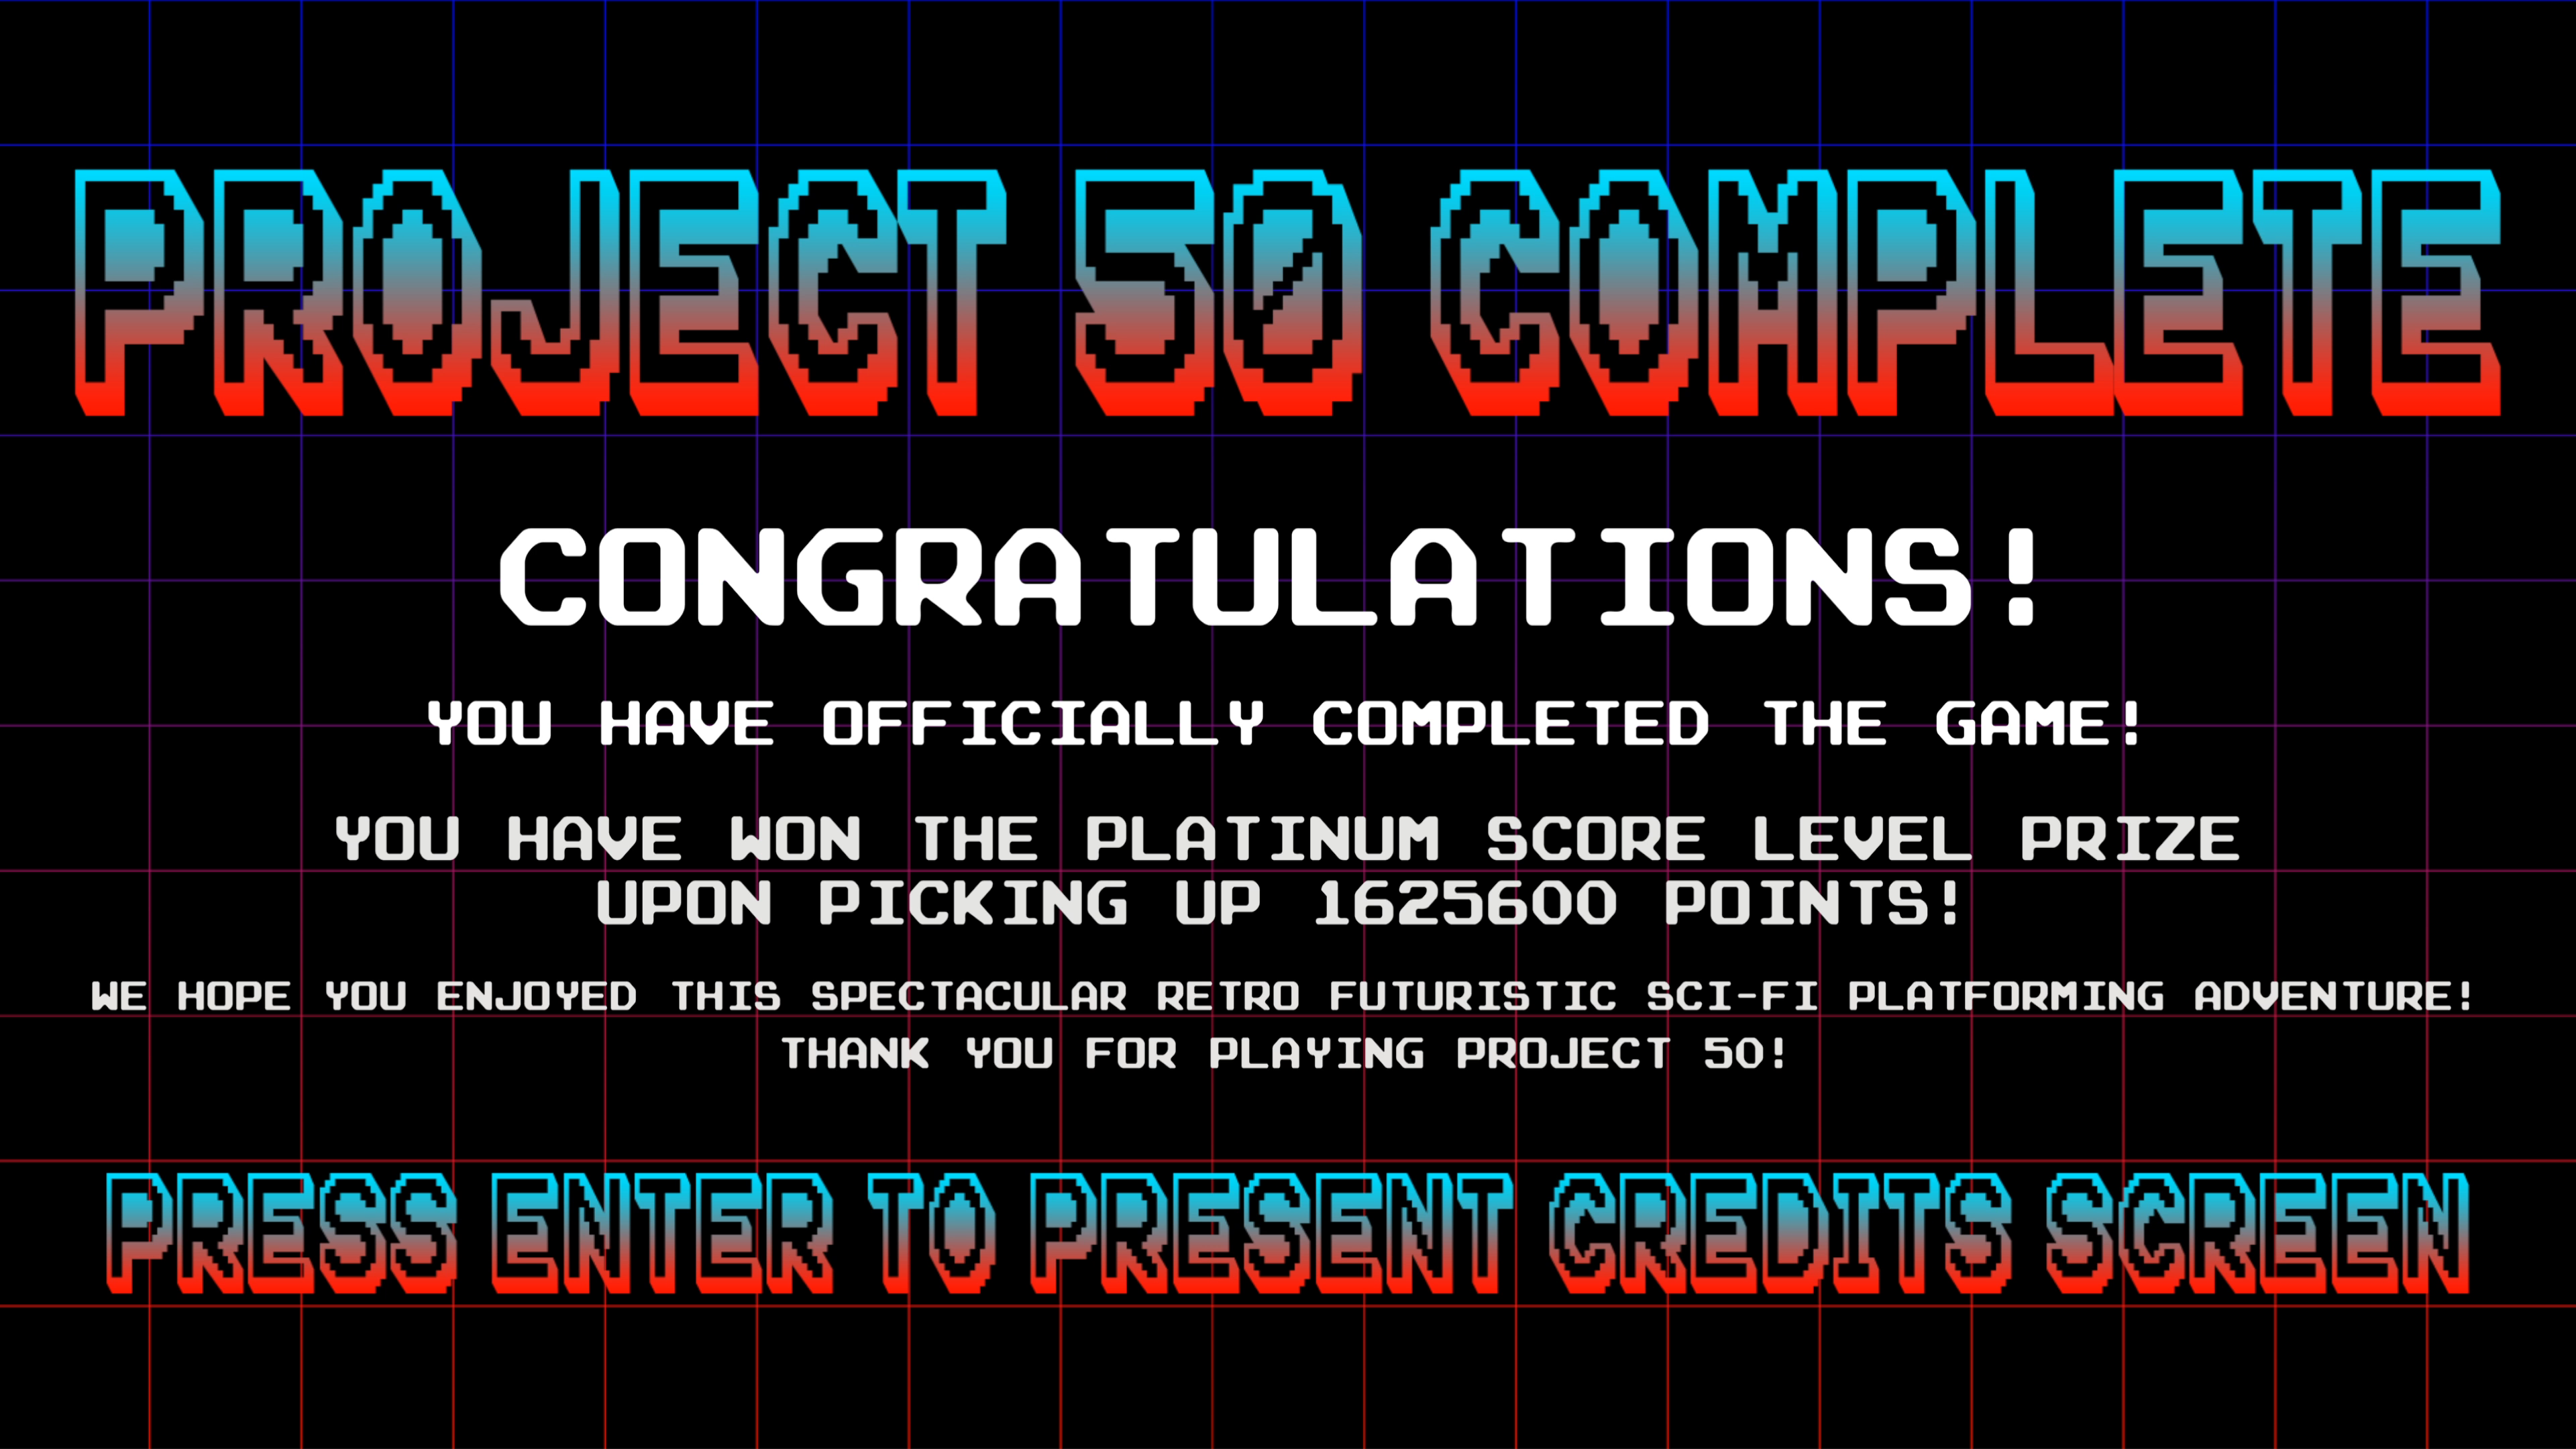 PROJECT 50 COMPLETE
CONGRATULATIONS!
YOU HAVE OFFICIALLY COMPLETED THE GAME!
YOU HAVE WON THE PLATINUM SCORE LEVEL PRIZE
UPON PICKING UP 1625600 POINTS!
WE HOPE YOU ENJOYED THIS SPECTACULAR RETRO FUTURISTIC SCI-FI PLATFORMING ADVENTURE!
THANK YOU FOR PLAYING PROJECT 50!
PRESS ENTER TO PRESENT CREDITS SCREEN